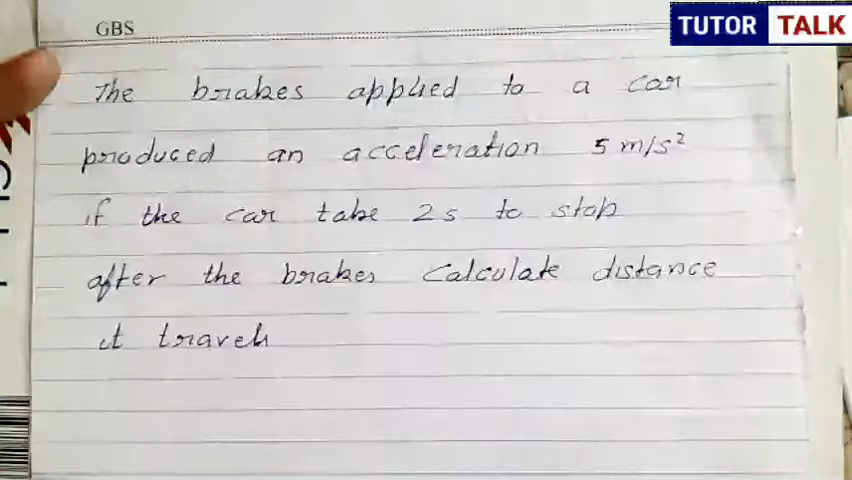 GBS
TUTOR TALK
The brakes applied to a car
produced an acceleration 5 m/s²
if the car take 2s to stop
after the brakes calculate distance
it travels